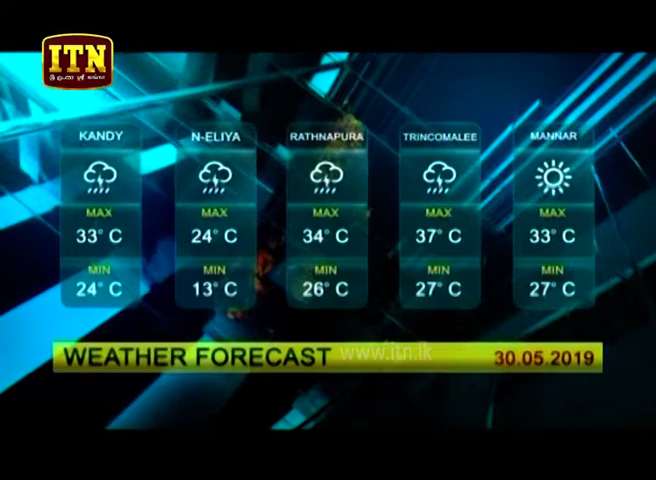 ITN
KANDY
N-ELIYA
RATHNAPURA
TRINCOMALEE
MANNAR
MAX
MAX
MAX
MAX
MAX
33° C
24° C
34° C
37° C
33° C
MIN
MIN
MIN
MIN
MIN
24° C
13° C
26° C
27° C
27° C
WEATHER FORECAST
www.itn.lk
30.05.2019